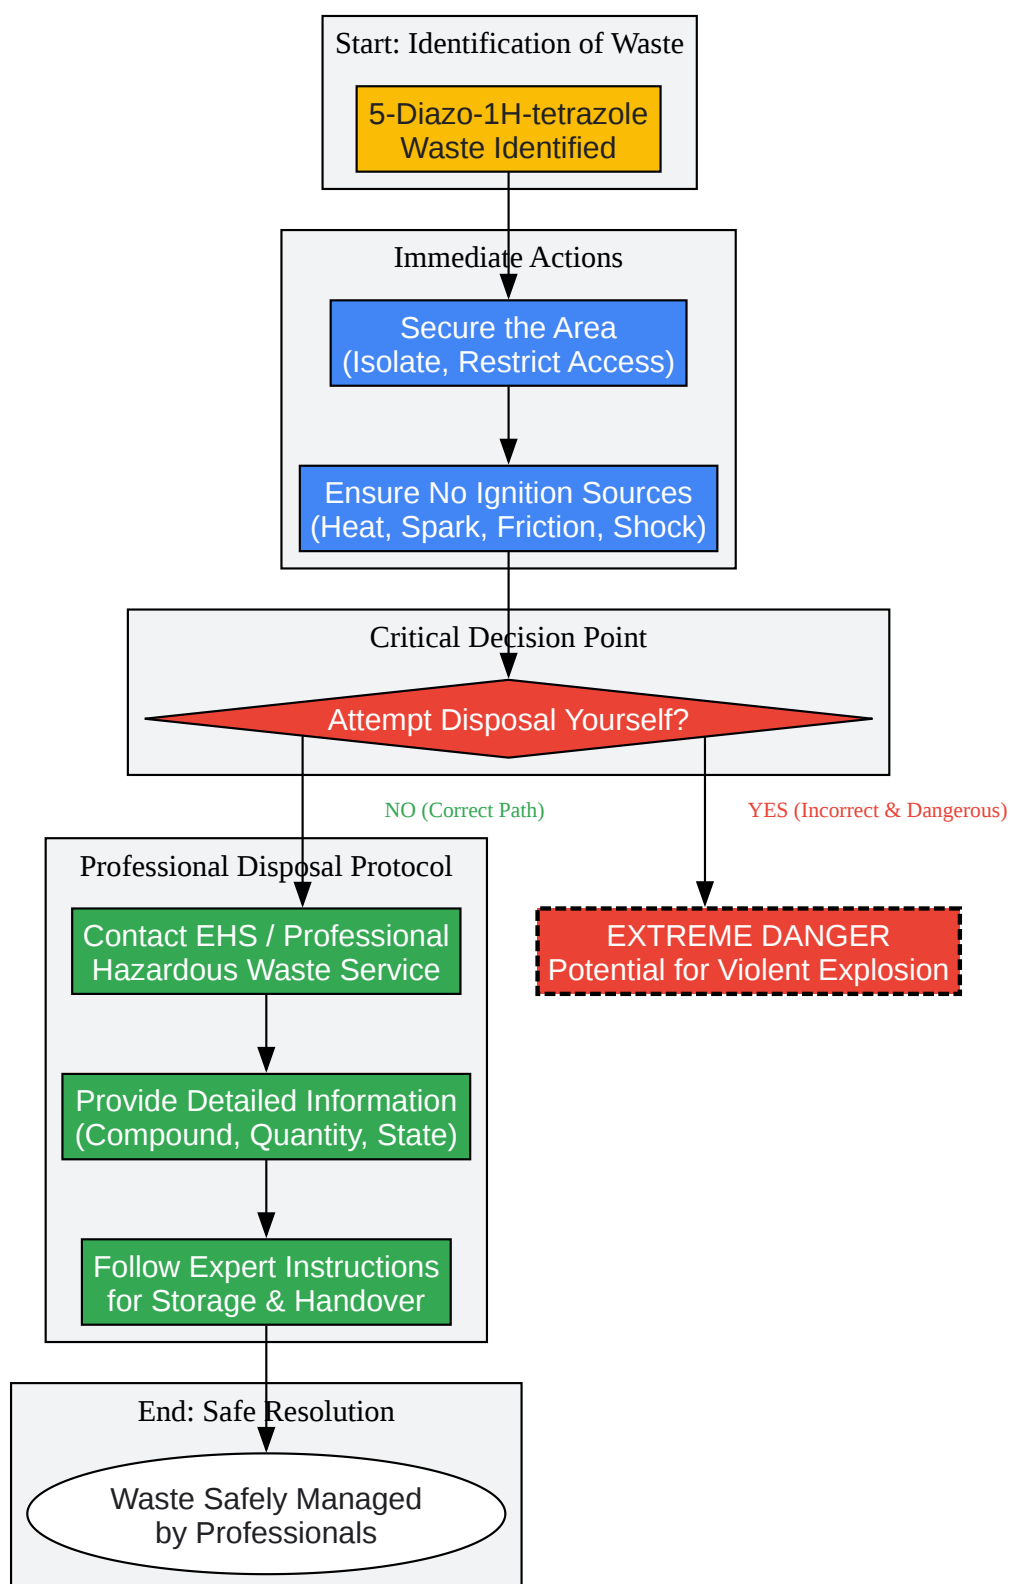 Start: Identification of Waste
5-Diazo-1H-tetrazole
Waste Identified
Immediate Actions
Secure the Area
(Isolate, Restrict Access)
Ensure No Ignition Sources
(Heat, Spark, Friction, Shock)
Critical Decision Point
Attempt Disposal Yourself?
NO (Correct Path)
YES (Incorrect & Dangerous)
Professional Disposal Protocol
Contact EHS / Professional
Hazardous Waste Service
EXTREME DANGER
Potential for Violent Explosion
Provide Detailed Information
(Compound, Quantity, State)
Follow Expert Instructions
for Storage & Handover
End: Safe Resolution
Waste Safely Managed
by Professionals